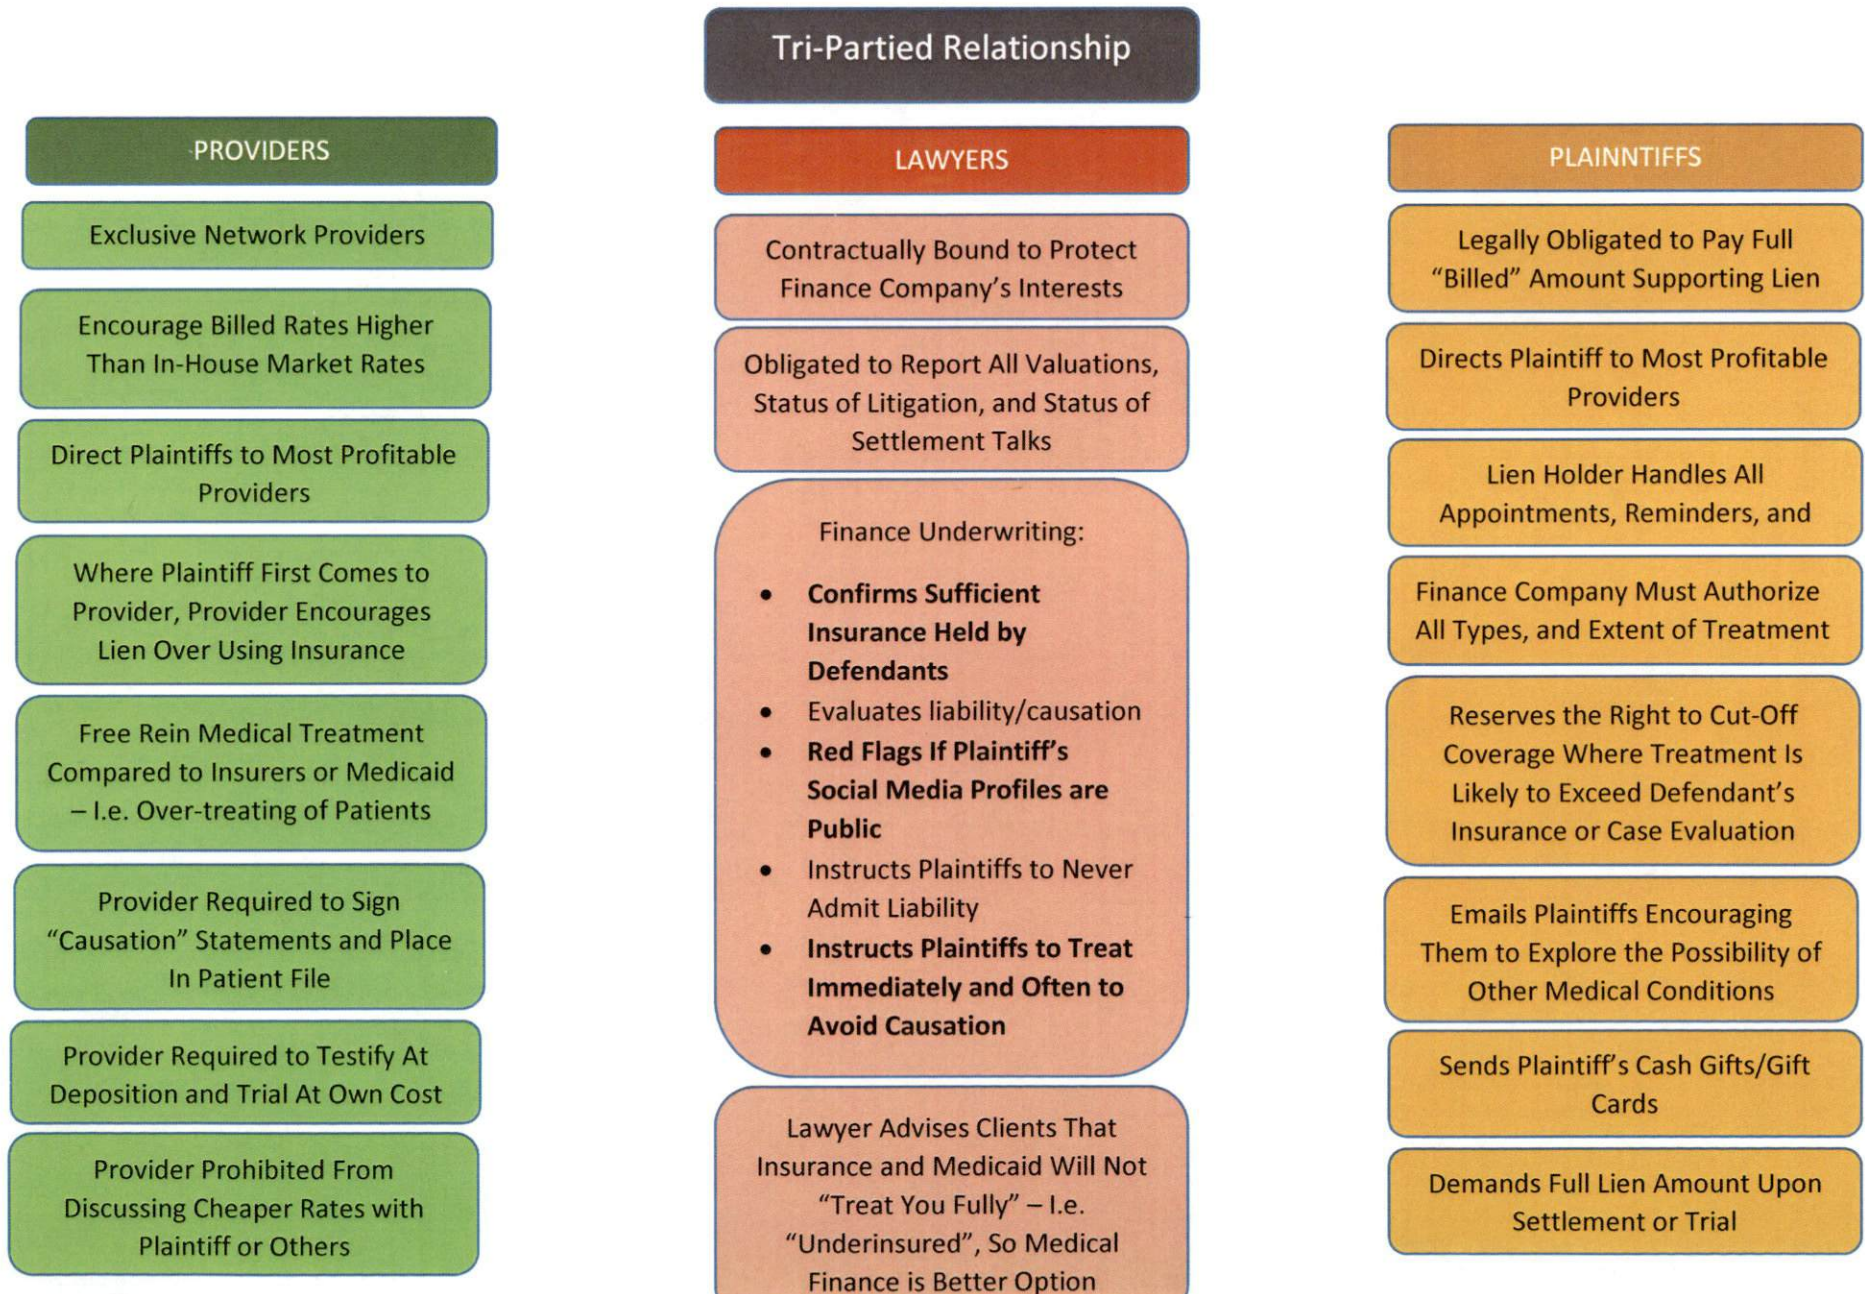 Tri-Partied Relationship
PROVIDERS
Exclusive Network Providers
Encourage Billed Rates Higher
Than In-House Market Rates
Direct Plaintiffs to Most Profitable
Providers
Where Plaintiff First Comes to
Provider, Provider Encourages
Lien Over Using Insurance
Free Rein Medical Treatment
Compared to Insurers or Medicaid
– I.e. Over-treating of Patients
Provider Required to Sign
“Causation” Statements and Place
In Patient File
Provider Required to Testify At
Deposition and Trial At Own Cost
Provider Prohibited From
Discussing Cheaper Rates with
Plaintiff or Others
LAWYERS
Contractually Bound to Protect
Finance Company’s Interests
Obligated to Report All Valuations,
Status of Litigation, and Status of
Settlement Talks
Finance Underwriting:
• Confirms Sufficient
Insurance Held by
Defendants
• Evaluates liability/causation
• Red Flags If Plaintiff’s
Social Media Profiles are
Public
• Instructs Plaintiffs to Never
Admit Liability
• Instructs Plaintiffs to Treat
Immediately and Often to
Avoid Causation
Lawyer Advises Clients That
Insurance and Medicaid Will Not
“Treat You Fully” – I.e.
“Underinsured”, So Medical
Finance is Better Option
PLAINNTIFFS
Legally Obligated to Pay Full
“Billed” Amount Supporting Lien
Directs Plaintiff to Most Profitable
Providers
Lien Holder Handles All
Appointments, Reminders, and
Finance Company Must Authorize
All Types, and Extent of Treatment
Reserves the Right to Cut-Off
Coverage Where Treatment Is
Likely to Exceed Defendant’s
Insurance or Case Evaluation
Emails Plaintiffs Encouraging
Them to Explore the Possibility of
Other Medical Conditions
Sends Plaintiff’s Cash Gifts/Gift
Cards
Demands Full Lien Amount Upon
Settlement or Trial